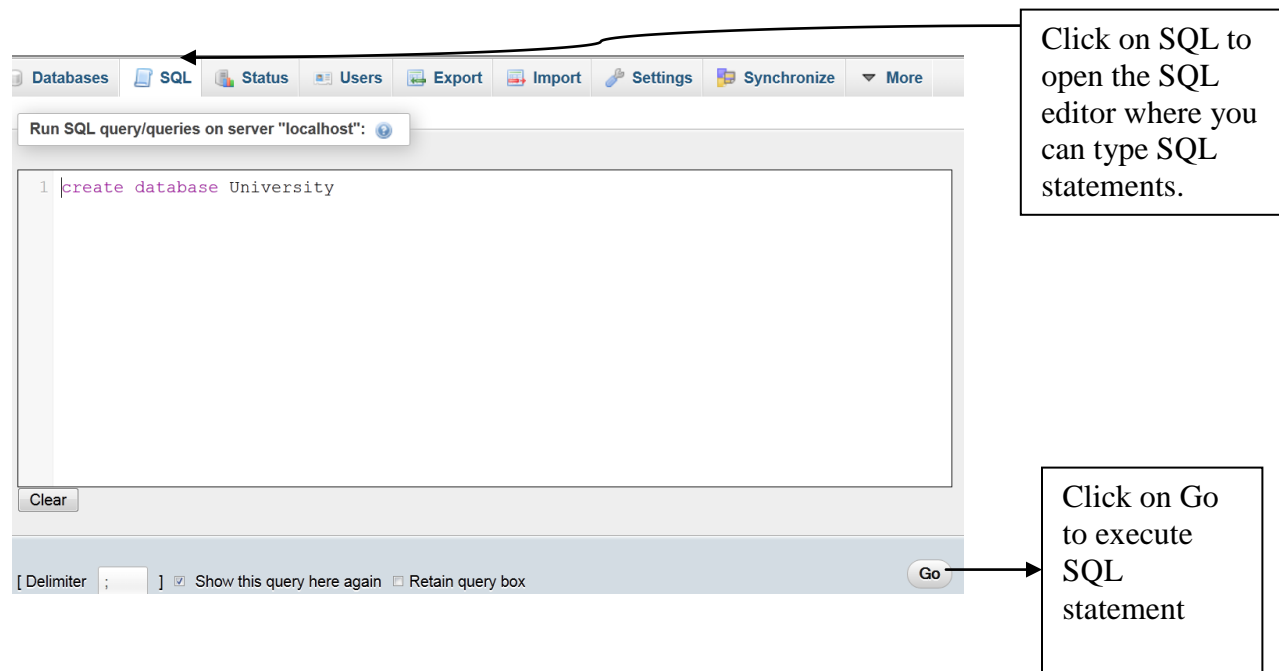 Click on SQL to
open the SQL
editor where you
can type SQL
statements.
Databases SQL Status Users Export Import Settings Synchronize More
Run SQL query/queries on server "localhost":
1 create database University
Clear
[ Delimiter ; ] Show this query here again Retain query box Go
Click on Go
to execute
SQL
statement